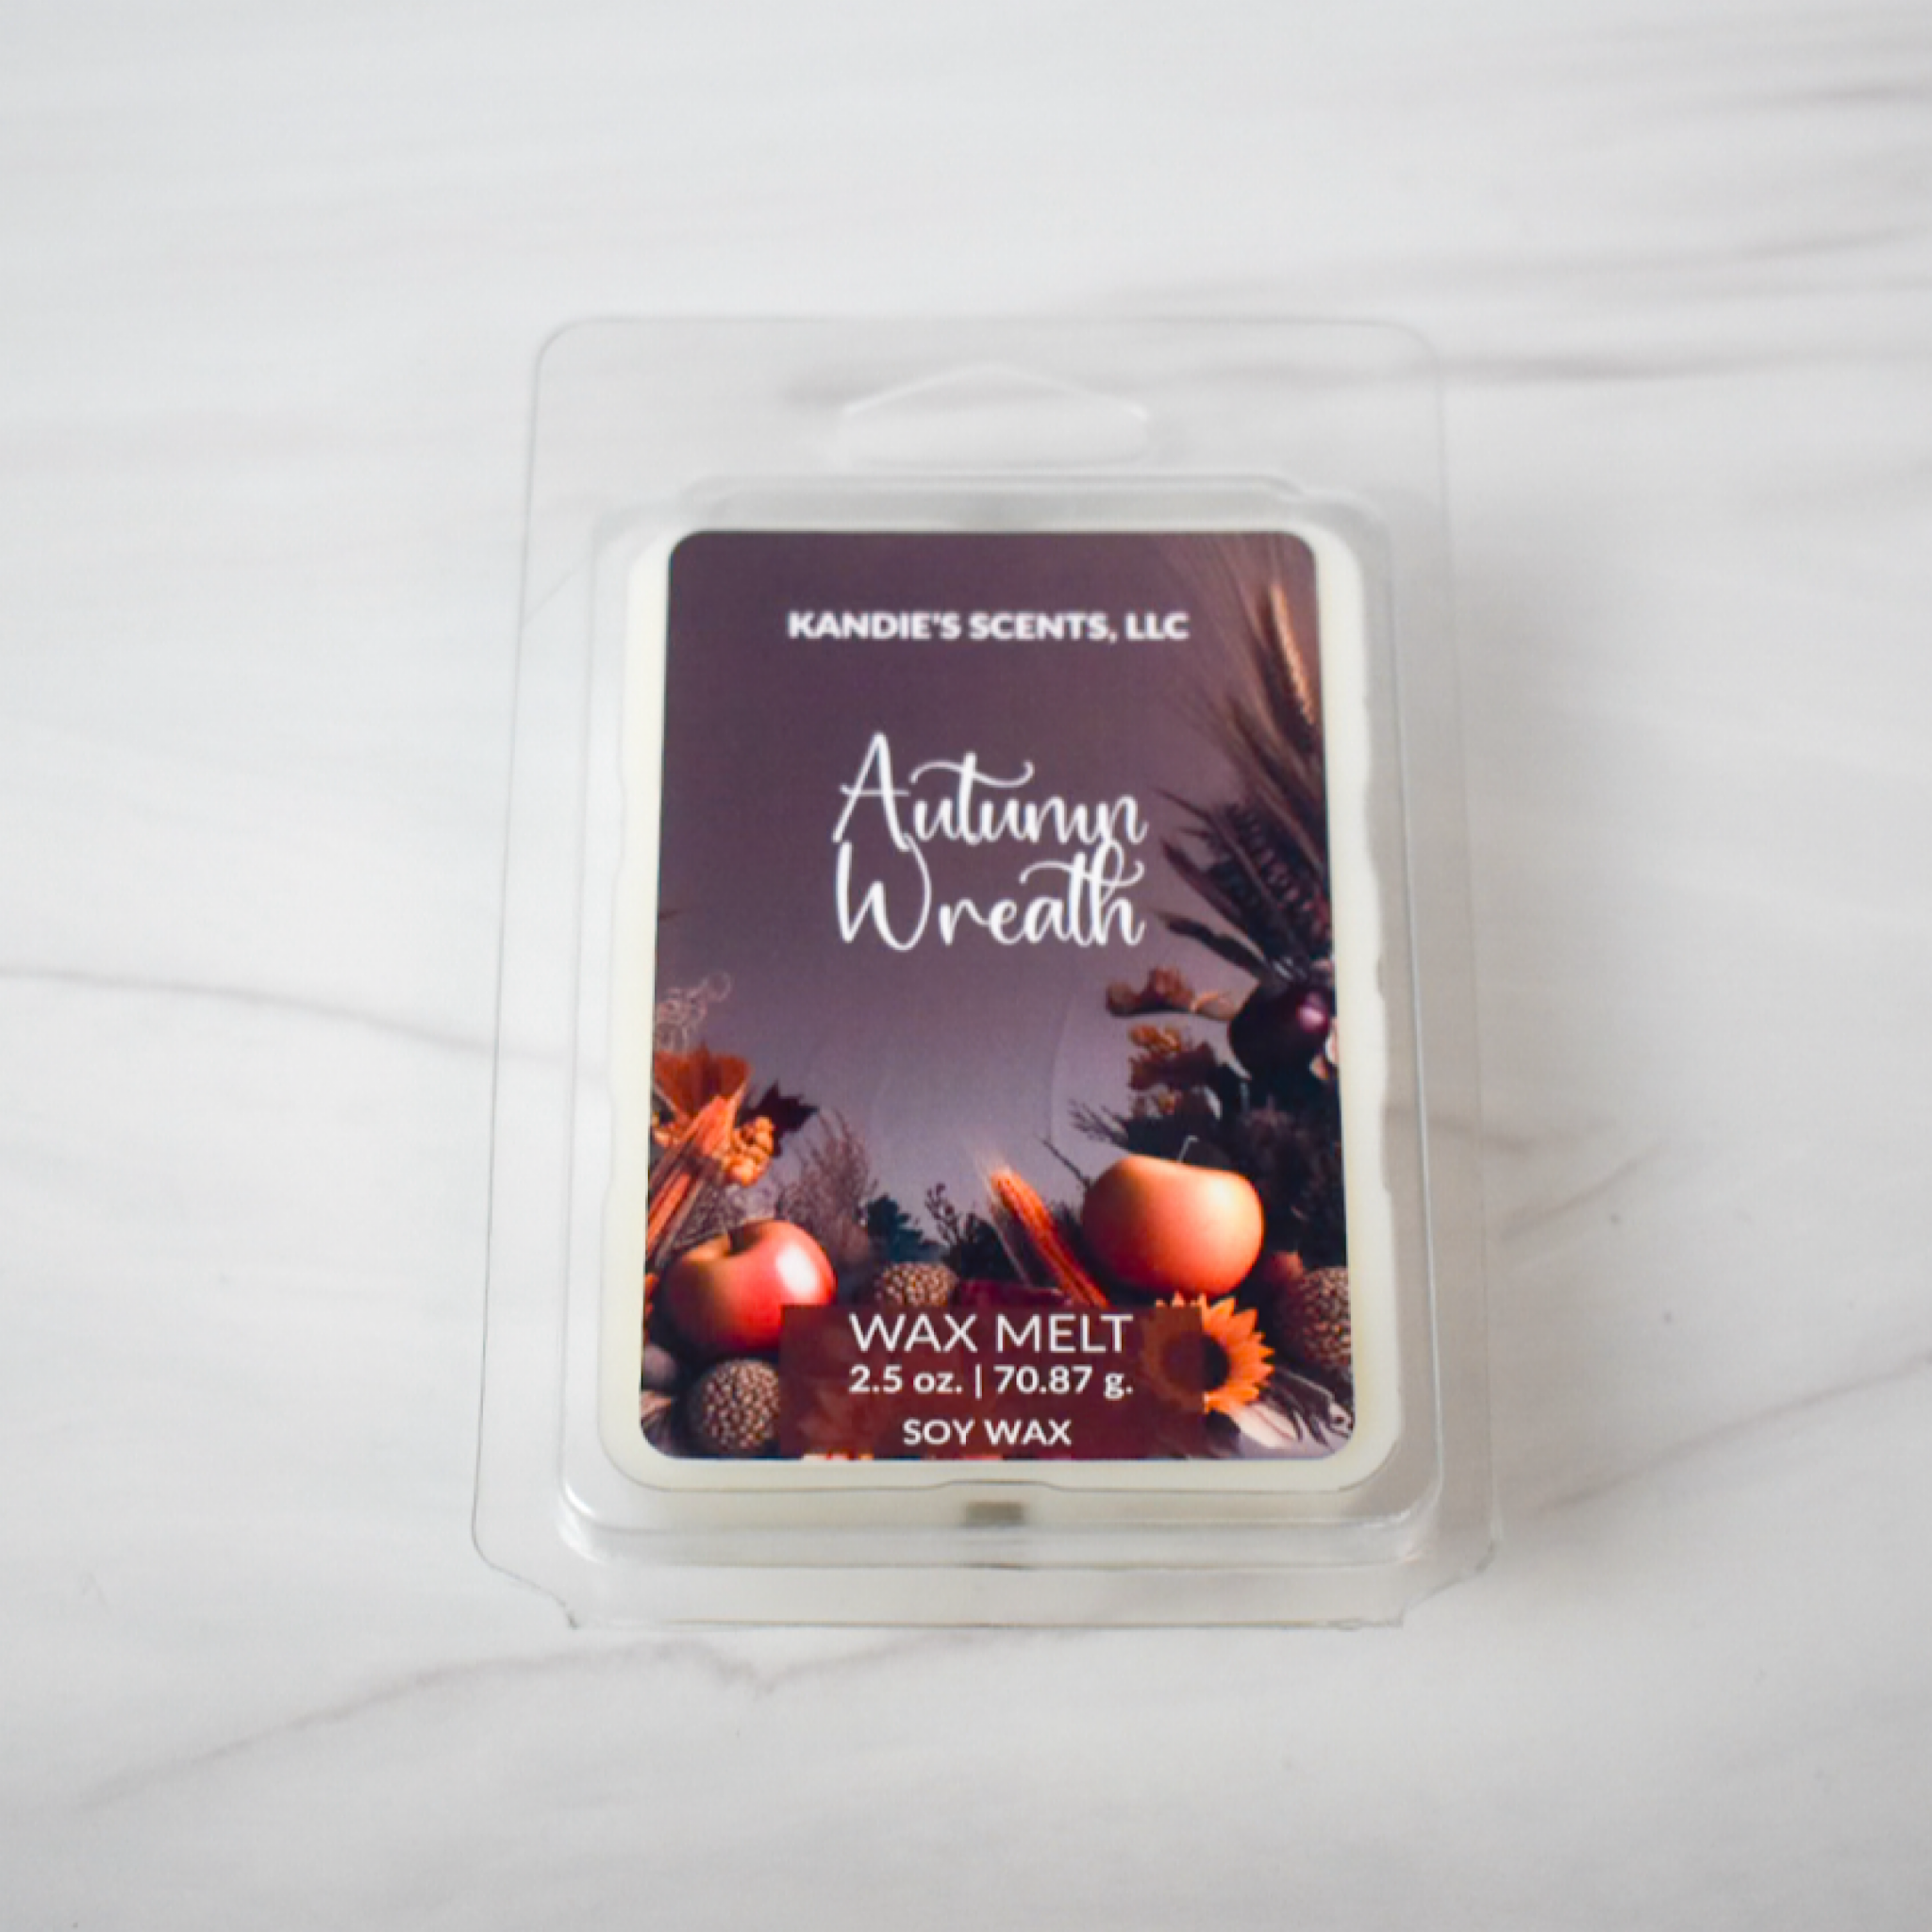 KANDIE'S SCENTS, LLC
Autumn
Wreath
WAX MELT
2.5 oz. | 70.87 g.
SOY WAX